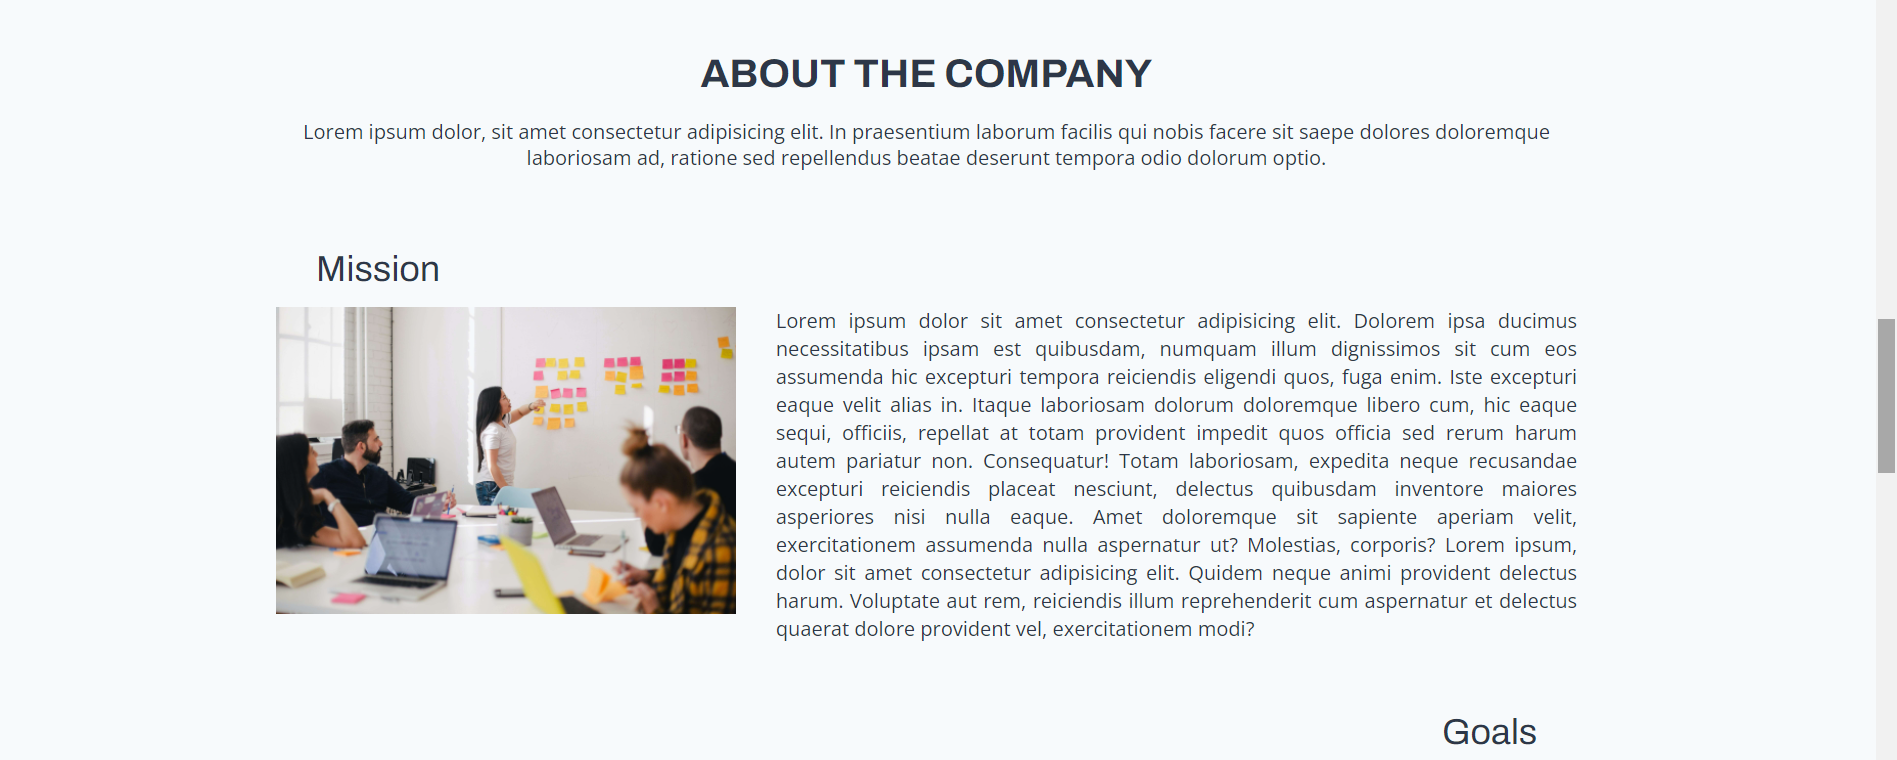 ABOUT THE COMPANY
Lorem ipsum dolor, sit amet consectetur adipisicing elit. In praesentium laborum facilis qui nobis facere sit saepe dolores doloremque
laboriosam ad, ratione sed repellendus beatae deserunt tempora odio dolorum optio.
Mission
Lorem ipsum dolor sit amet consectetur adipisicing elit. Dolorem ipsa ducimus
necessitatibus ipsam est quibusdam, numquam illum dignissimos sit cum eos
assumenda hic excepturi tempora reiciendis eligendi quos, fuga enim. Iste excepturi
eaque velit alias in. Itaque laboriosam dolorum doloremque libero cum, hic eaque
sequi, officiis, repellat at totam provident impedit quos officia sed rerum harum
autem pariatur non. Consequatur! Totam laboriosam, expedita neque recusandae
excepturi reiciendis placeat nesciunt, delectus quibusdam inventore maiores
asperiores nisi nulla eaque. Amet doloremque sit sapiente aperiam velit,
exercitationem assumenda nulla aspernatur ut? Molestias, corporis? Lorem ipsum,
dolor sit amet consectetur adipisicing elit. Quidem neque animi provident delectus
harum. Voluptate aut rem, reiciendis illum reprehenderit cum aspernatur et delectus
quaerat dolore provident vel, exercitationem modi?
Goals